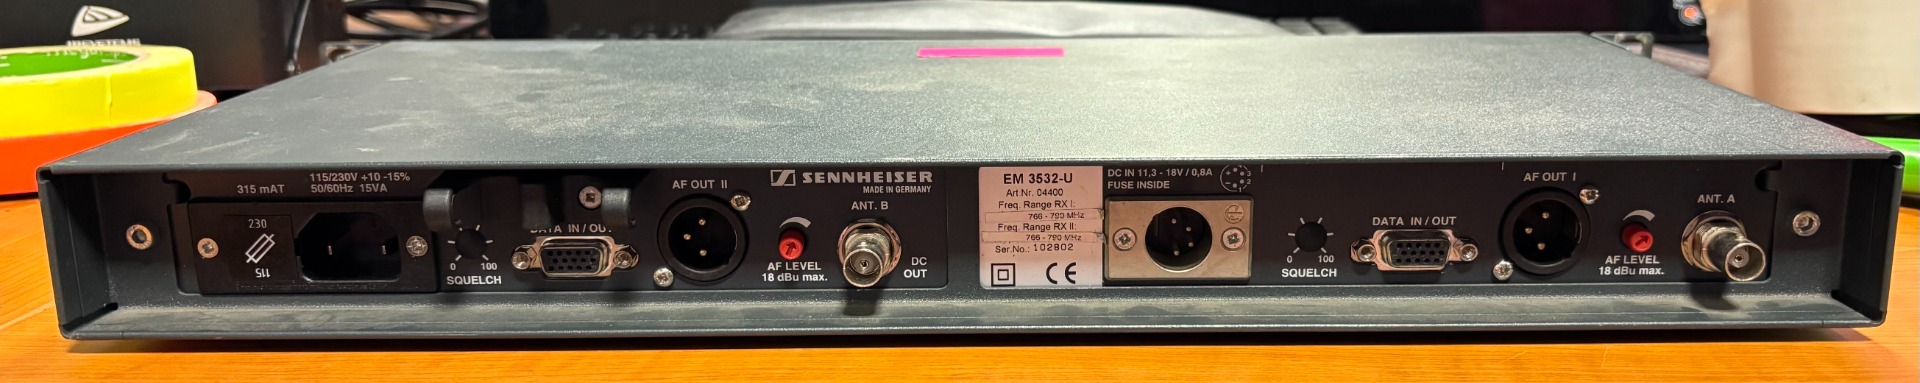 315 mAT
115/230V +10 -15%
50/60Hz 15VA
230
115
0 100
SQUELCH
DATA IN / OUT
AF OUT II
AF LEVEL
18 dBu max.
SENNHEISER
MADE IN GERMANY
ANT. B
DC
OUT
EM 3532-U
Art.Nr. 04400
Freq. Range RX I:
766 - 790 MHz
Freq. Range RX II:
766 - 790 MHz
Ser.No.: 102802
CE
DC IN 11,3 - 18V / 0,8A
FUSE INSIDE
0 100
SQUELCH
DATA IN / OUT
AF OUT I
AF LEVEL
18 dBu max.
ANT. A